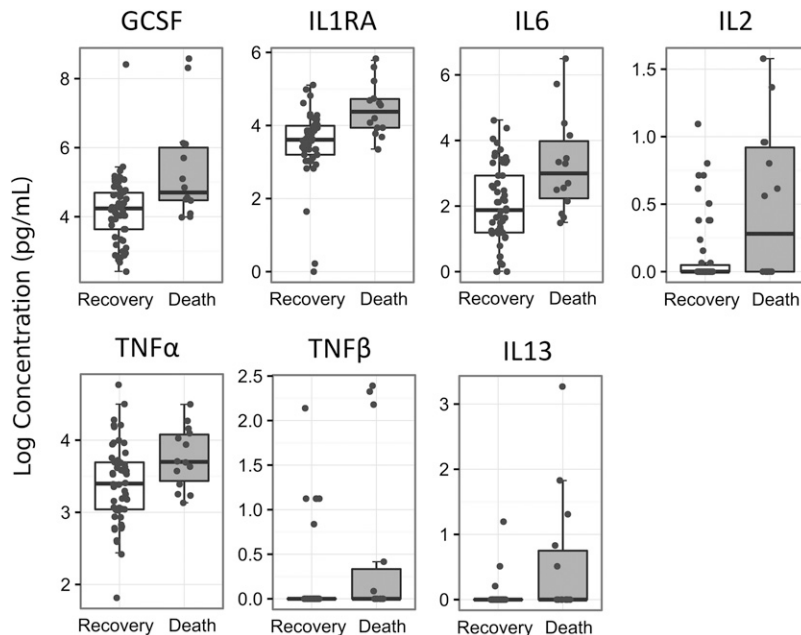 GCSF IL1RA IL6 IL2
8
6
4
Recovery Death
6
4
2
0
Recovery Death
6
4
2
0
Recovery Death
1.5
1.0
0.5
0.0
Recovery Death
Log Concentration (pg/mL)
TNFα TNFβ IL13
4
3
2
Recovery Death
2.5
2.0
1.5
1.0
0.5
0.0
Recovery Death
3
2
1
0
Recovery Death